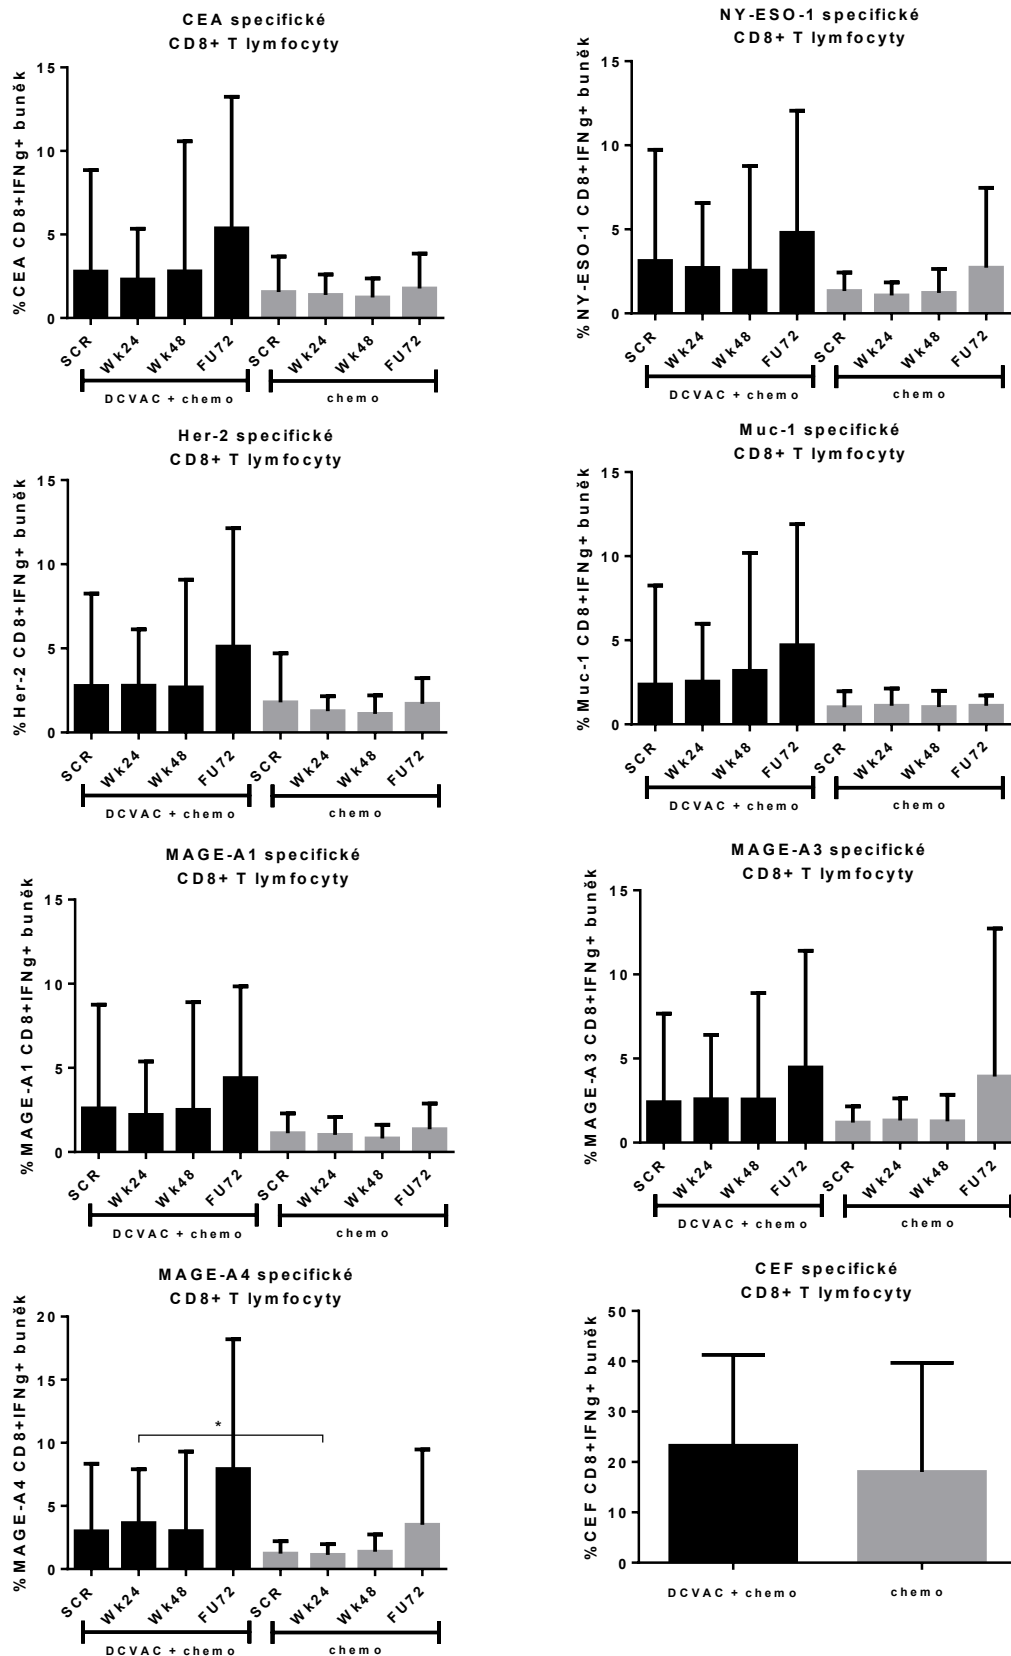 CEA specifické
CD8+ T lymfocyty
%CEA CD8+IFNg+ buněk
15
10
5
0
SCR Wk24 Wk48 FU72 SCR Wk24 Wk48 FU72
DCVAC + chemo chemo
NY-ESO-1 specifické
CD8+ T lymfocyty
%NY-ESO-1 CD8+IFNg+ buněk
15
10
5
0
SCR Wk24 Wk48 FU72 SCR Wk24 Wk48 FU72
DCVAC + chemo chemo
Her-2 specifické
CD8+ T lymfocyty
%Her-2 CD8+IFNg+ buněk
15
10
5
0
SCR Wk24 Wk48 FU72 SCR Wk24 Wk48 FU72
DCVAC + chemo chemo
Muc-1 specifické
CD8+ T lymfocyty
%Muc-1 CD8+IFNg+ buněk
15
10
5
0
SCR Wk24 Wk48 FU72 SCR Wk24 Wk48 FU72
DCVAC + chemo chemo
MAGE-A1 specifické
CD8+ T lymfocyty
%MAGE-A1 CD8+IFNg+ buněk
15
10
5
0
SCR Wk24 Wk48 FU72 SCR Wk24 Wk48 FU72
DCVAC + chemo chemo
MAGE-A3 specifické
CD8+ T lymfocyty
%MAGE-A3 CD8+IFNg+ buněk
15
10
5
0
SCR Wk24 Wk48 FU72 SCR Wk24 Wk48 FU72
DCVAC + chemo chemo
MAGE-A4 specifické
CD8+ T lymfocyty
%MAGE-A4 CD8+IFNg+ buněk
20
15
10
5
0
*
SCR Wk24 Wk48 FU72 SCR Wk24 Wk48 FU72
DCVAC + chemo chemo
CEF specifické
CD8+ T lymfocyty
%CEF CD8+IFNg+ buněk
50
40
30
20
10
0
DCVAC + chemo chemo